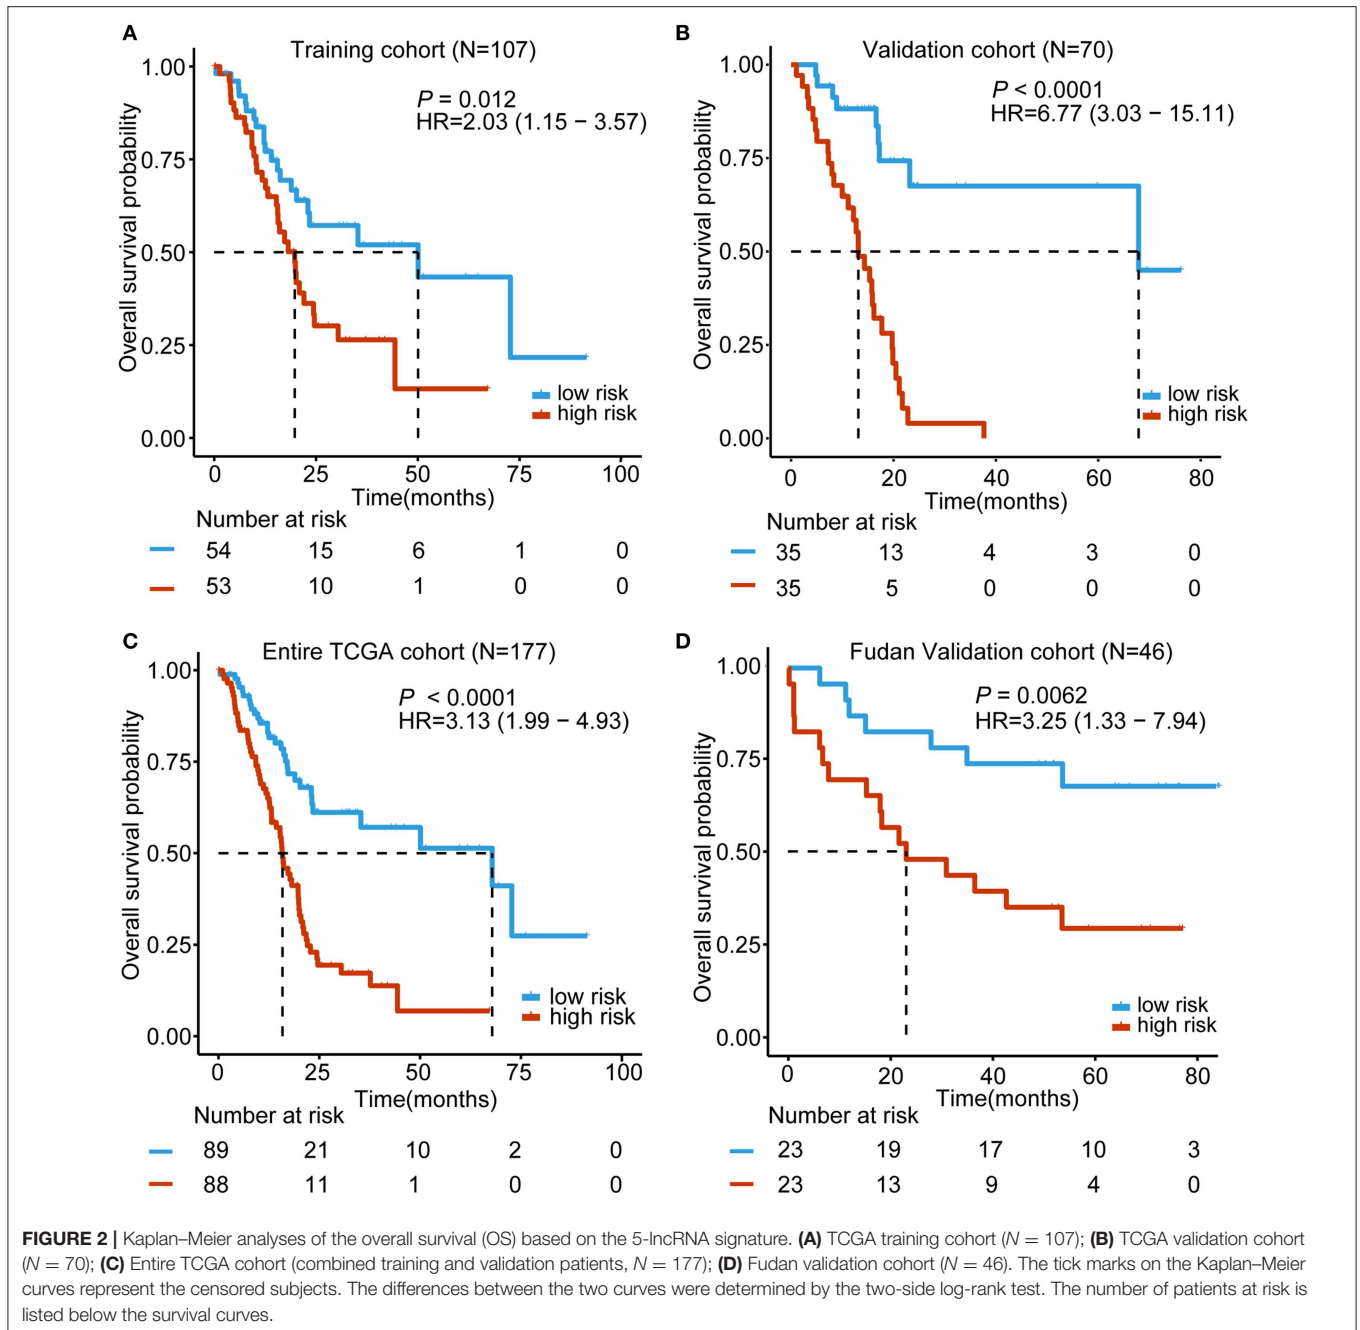 A
Training cohort (N=107)
P = 0.012
HR=2.03 (1.15 − 3.57)
Overall survival probability
1.00
0.75
0.50
0.25
0.00
low risk
high risk
0 25 50 75 100
Time(months)
Number at risk
54 15 6 1 0
53 10 1 0 0
B
Validation cohort (N=70)
P < 0.0001
HR=6.77 (3.03 − 15.11)
Overall survival probability
1.00
0.75
0.50
0.25
0.00
low risk
high risk
0 20 40 60 80
Time(months)
Number at risk
35 13 4 3 0
35 5 0 0 0
C
Entire TCGA cohort (N=177)
P < 0.0001
HR=3.13 (1.99 − 4.93)
Overall survival probability
1.00
0.75
0.50
0.25
0.00
low risk
high risk
0 25 50 75 100
Time(months)
Number at risk
89 21 10 2 0
88 11 1 0 0
D
Fudan Validation cohort (N=46)
P = 0.0062
HR=3.25 (1.33 − 7.94)
Overall survival probability
1.00
0.75
0.50
0.25
0.00
low risk
high risk
0 20 40 60 80
Time(months)
Number at risk
23 19 17 10 3
23 13 9 4 0
FIGURE 2 | Kaplan–Meier analyses of the overall survival (OS) based on the 5-lncRNA signature. (A) TCGA training cohort (N = 107); (B) TCGA validation cohort
(N = 70); (C) Entire TCGA cohort (combined training and validation patients, N = 177); (D) Fudan validation cohort (N = 46). The tick marks on the Kaplan–Meier
curves represent the censored subjects. The differences between the two curves were determined by the two-side log-rank test. The number of patients at risk is
listed below the survival curves.